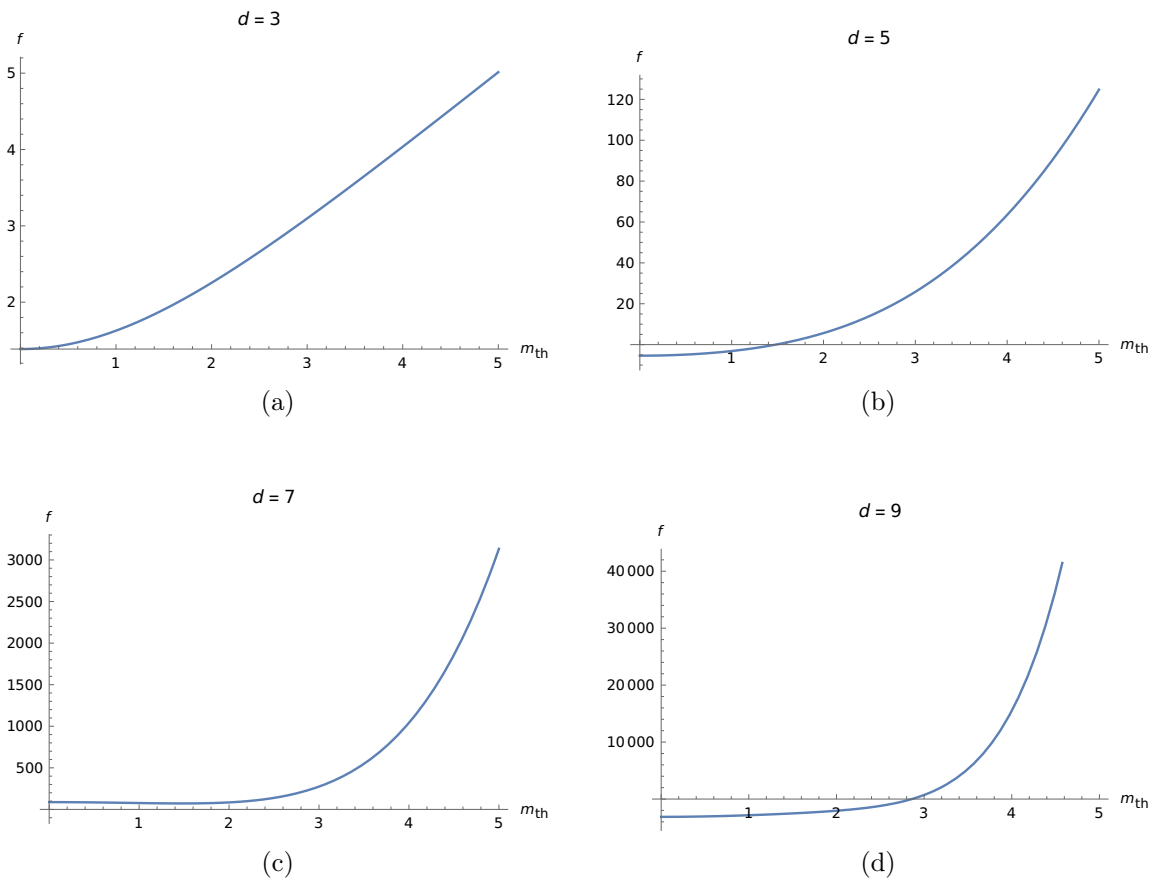 d = 3
f
5
4
3
2
1 2 3 4 5 m_th
(a)
d = 5
f
120
100
80
60
40
20
1 2 3 4 5 m_th
(b)
d = 7
f
3000
2500
2000
1500
1000
500
1 2 3 4 5 m_th
(c)
d = 9
f
40 000
30 000
20 000
10 000
1 2 3 4 5 m_th
(d)